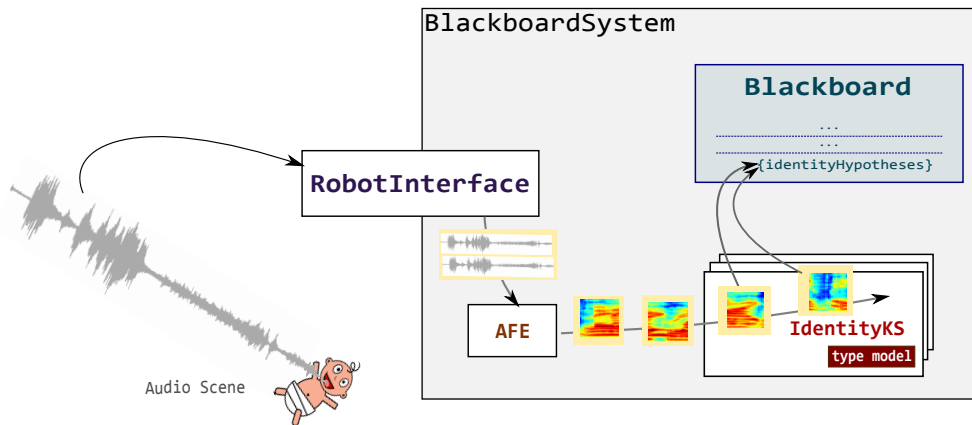 BlackboardSystem
Blackboard
...
...
{identityHypotheses}
RobotInterface
AFE
IdentityKS
type model
Audio Scene